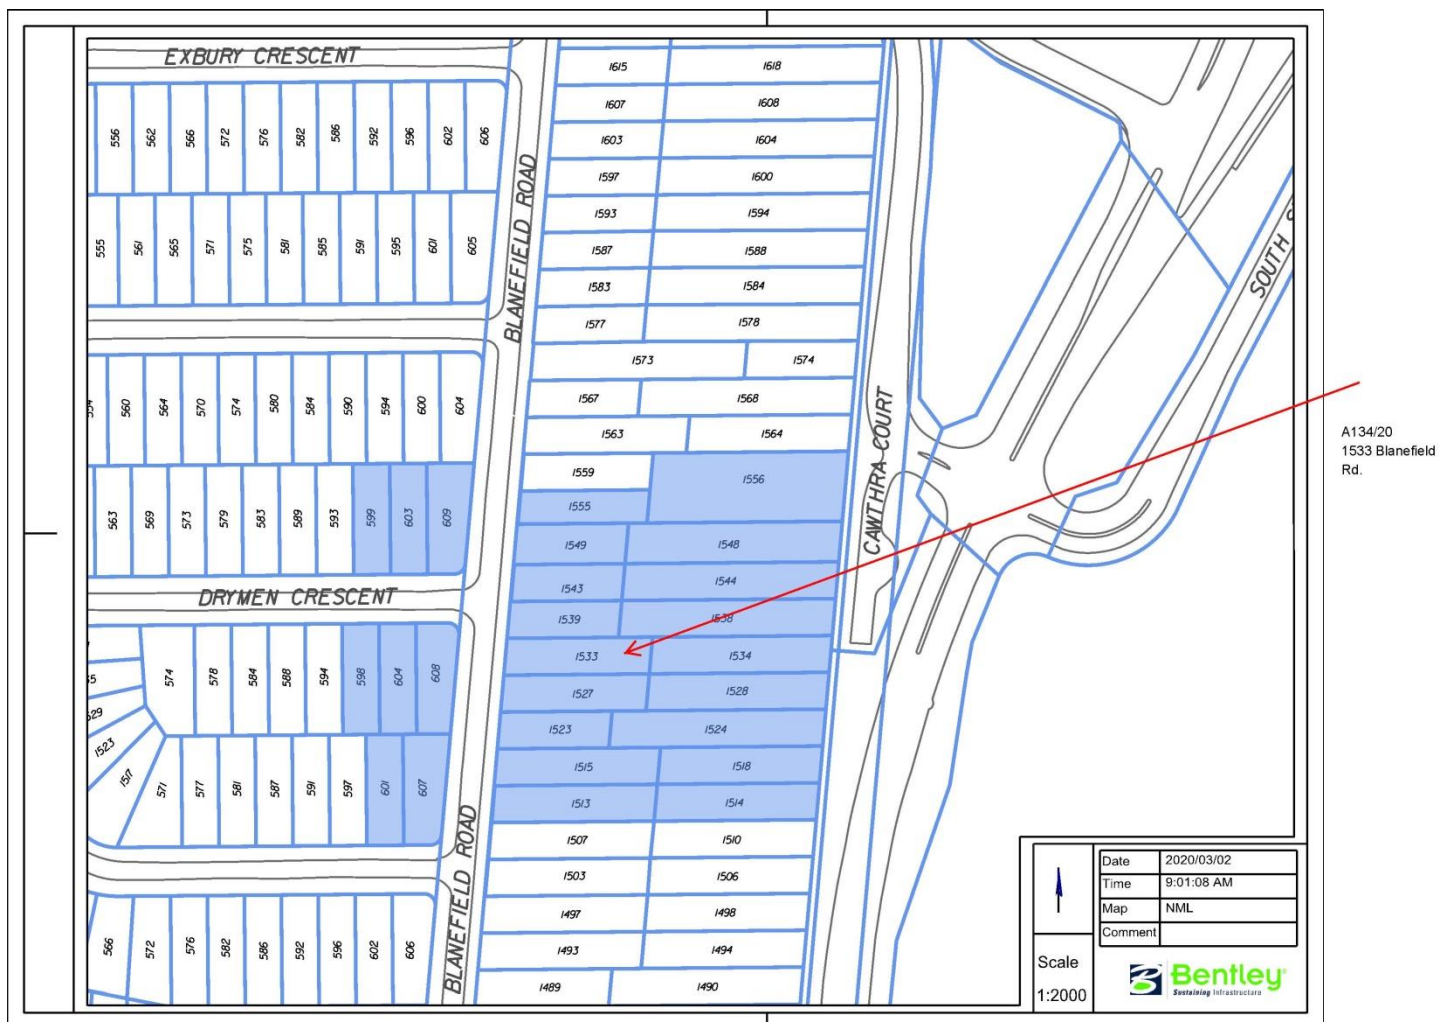 EXBURY CRESCENT
1615 1618
556 562 566 572 576 582 586 592 596 602 606
1607 1608
1603 1604
1597 1600
BLANEFIELD ROAD
555 561 565 571 575 581 585 591 595 601 605
1593 1594
1587 1588
SOUTH
1583 1584
1577 1578
1573 1574
560 564 570 574 580 584 590 594 600 604
1567 1568
CAWTHRA COURT
1563 1564
A134/20
1533 Blanefield
Rd.
1559 1556
1555
563 569 573 579 583 589 593 599 603 609
1549 1548
1543 1544
DRYMEN CRESCENT
1539 1538
1533 1534
574 578 584 588 594 598 604 608
1527 1528
1523 1524
1523
1517
571 577 581 587 591 597 601 607
1515 1518
1513 1514
1507 1510
BLANEFIELD ROAD
1503 1506
566 572 576 582 586 592 596 602 606
1497 1498
1493 1494
1489 1490
Date 2020/03/02
Time 9:01:08 AM
Map NML
Comment
Scale
1:2000
Bentley
Sustaining Infrastructure